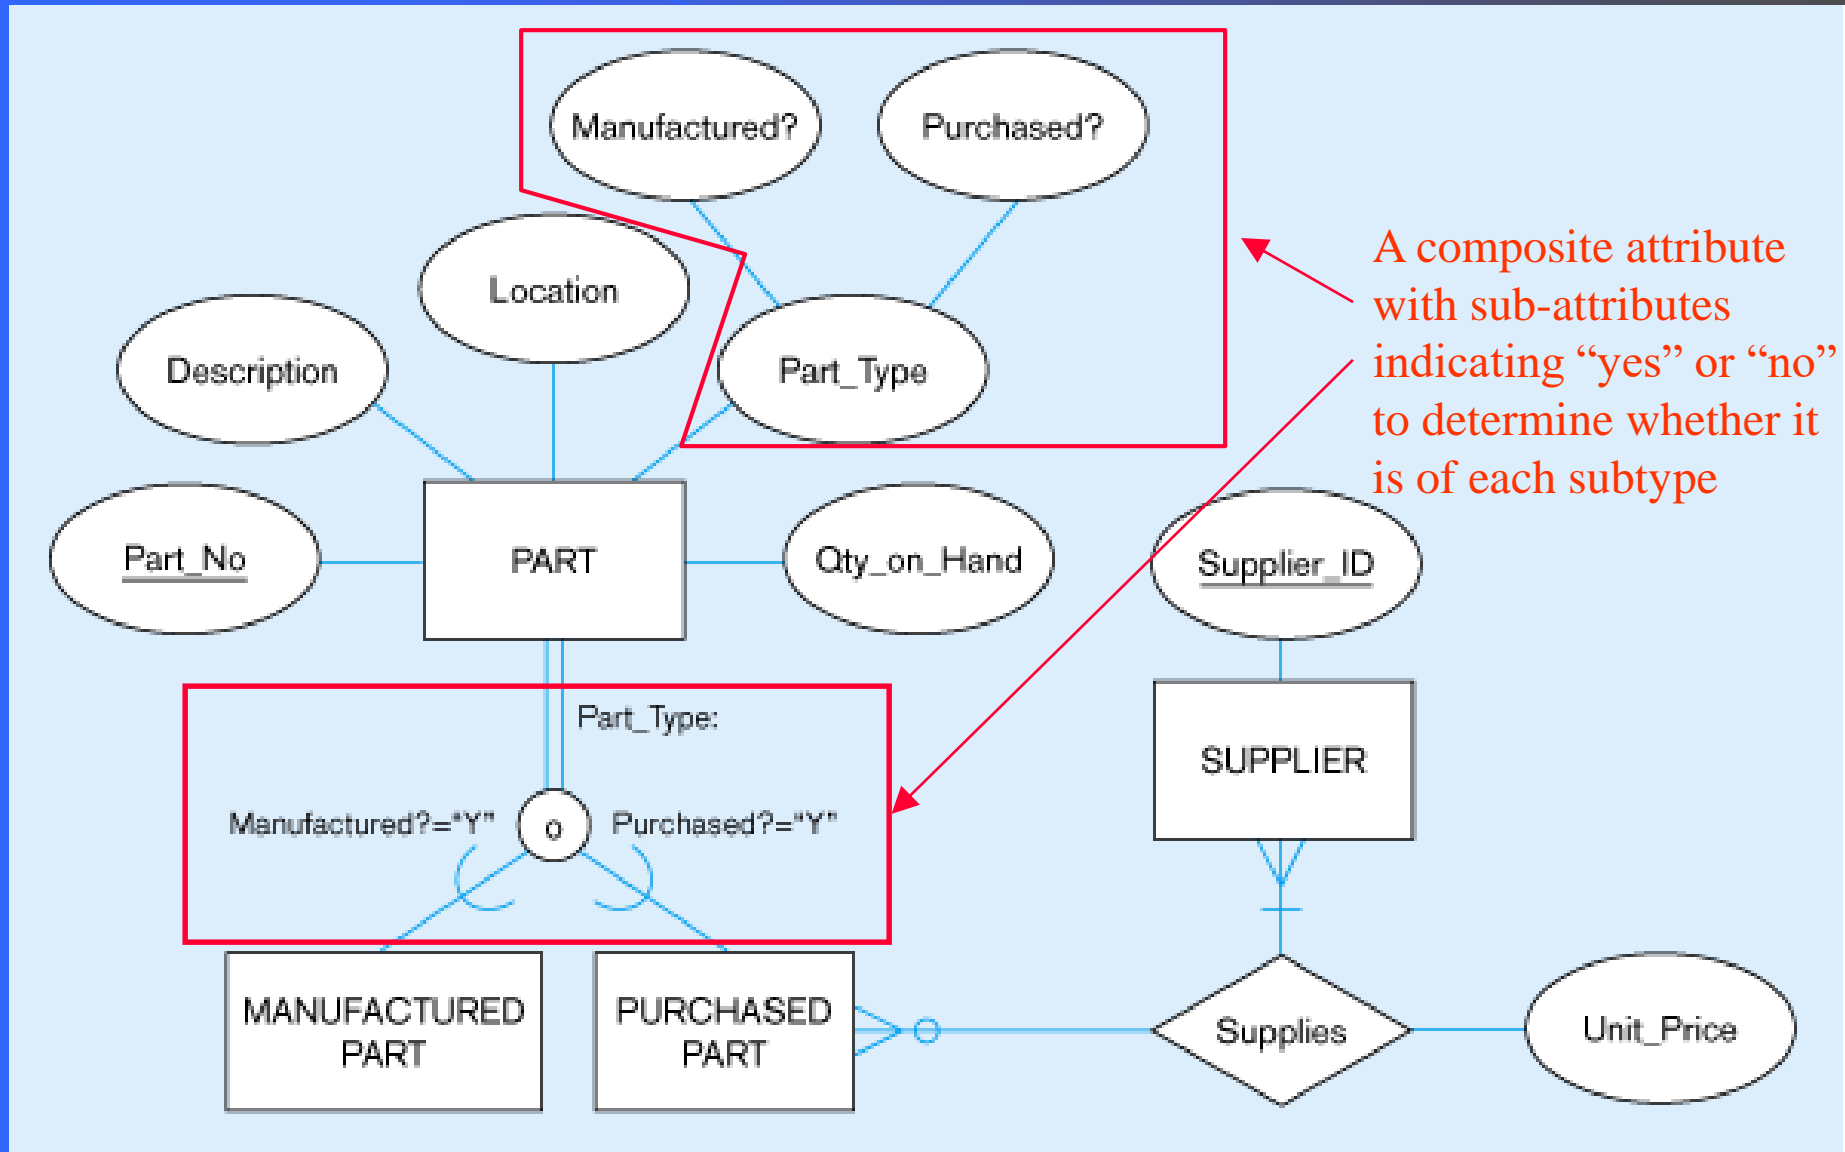 Manufactured?
Purchased?
Location
Description
Part_Type
A composite attribute
with sub-attributes
indicating “yes” or “no”
to determine whether it
is of each subtype
Part_No
PART
Qty_on_Hand
Supplier_ID
Part_Type:
SUPPLIER
Manufactured?=“Y”
o
Purchased?=“Y”
MANUFACTURED
PART
PURCHASED
PART
Supplies
Unit_Price